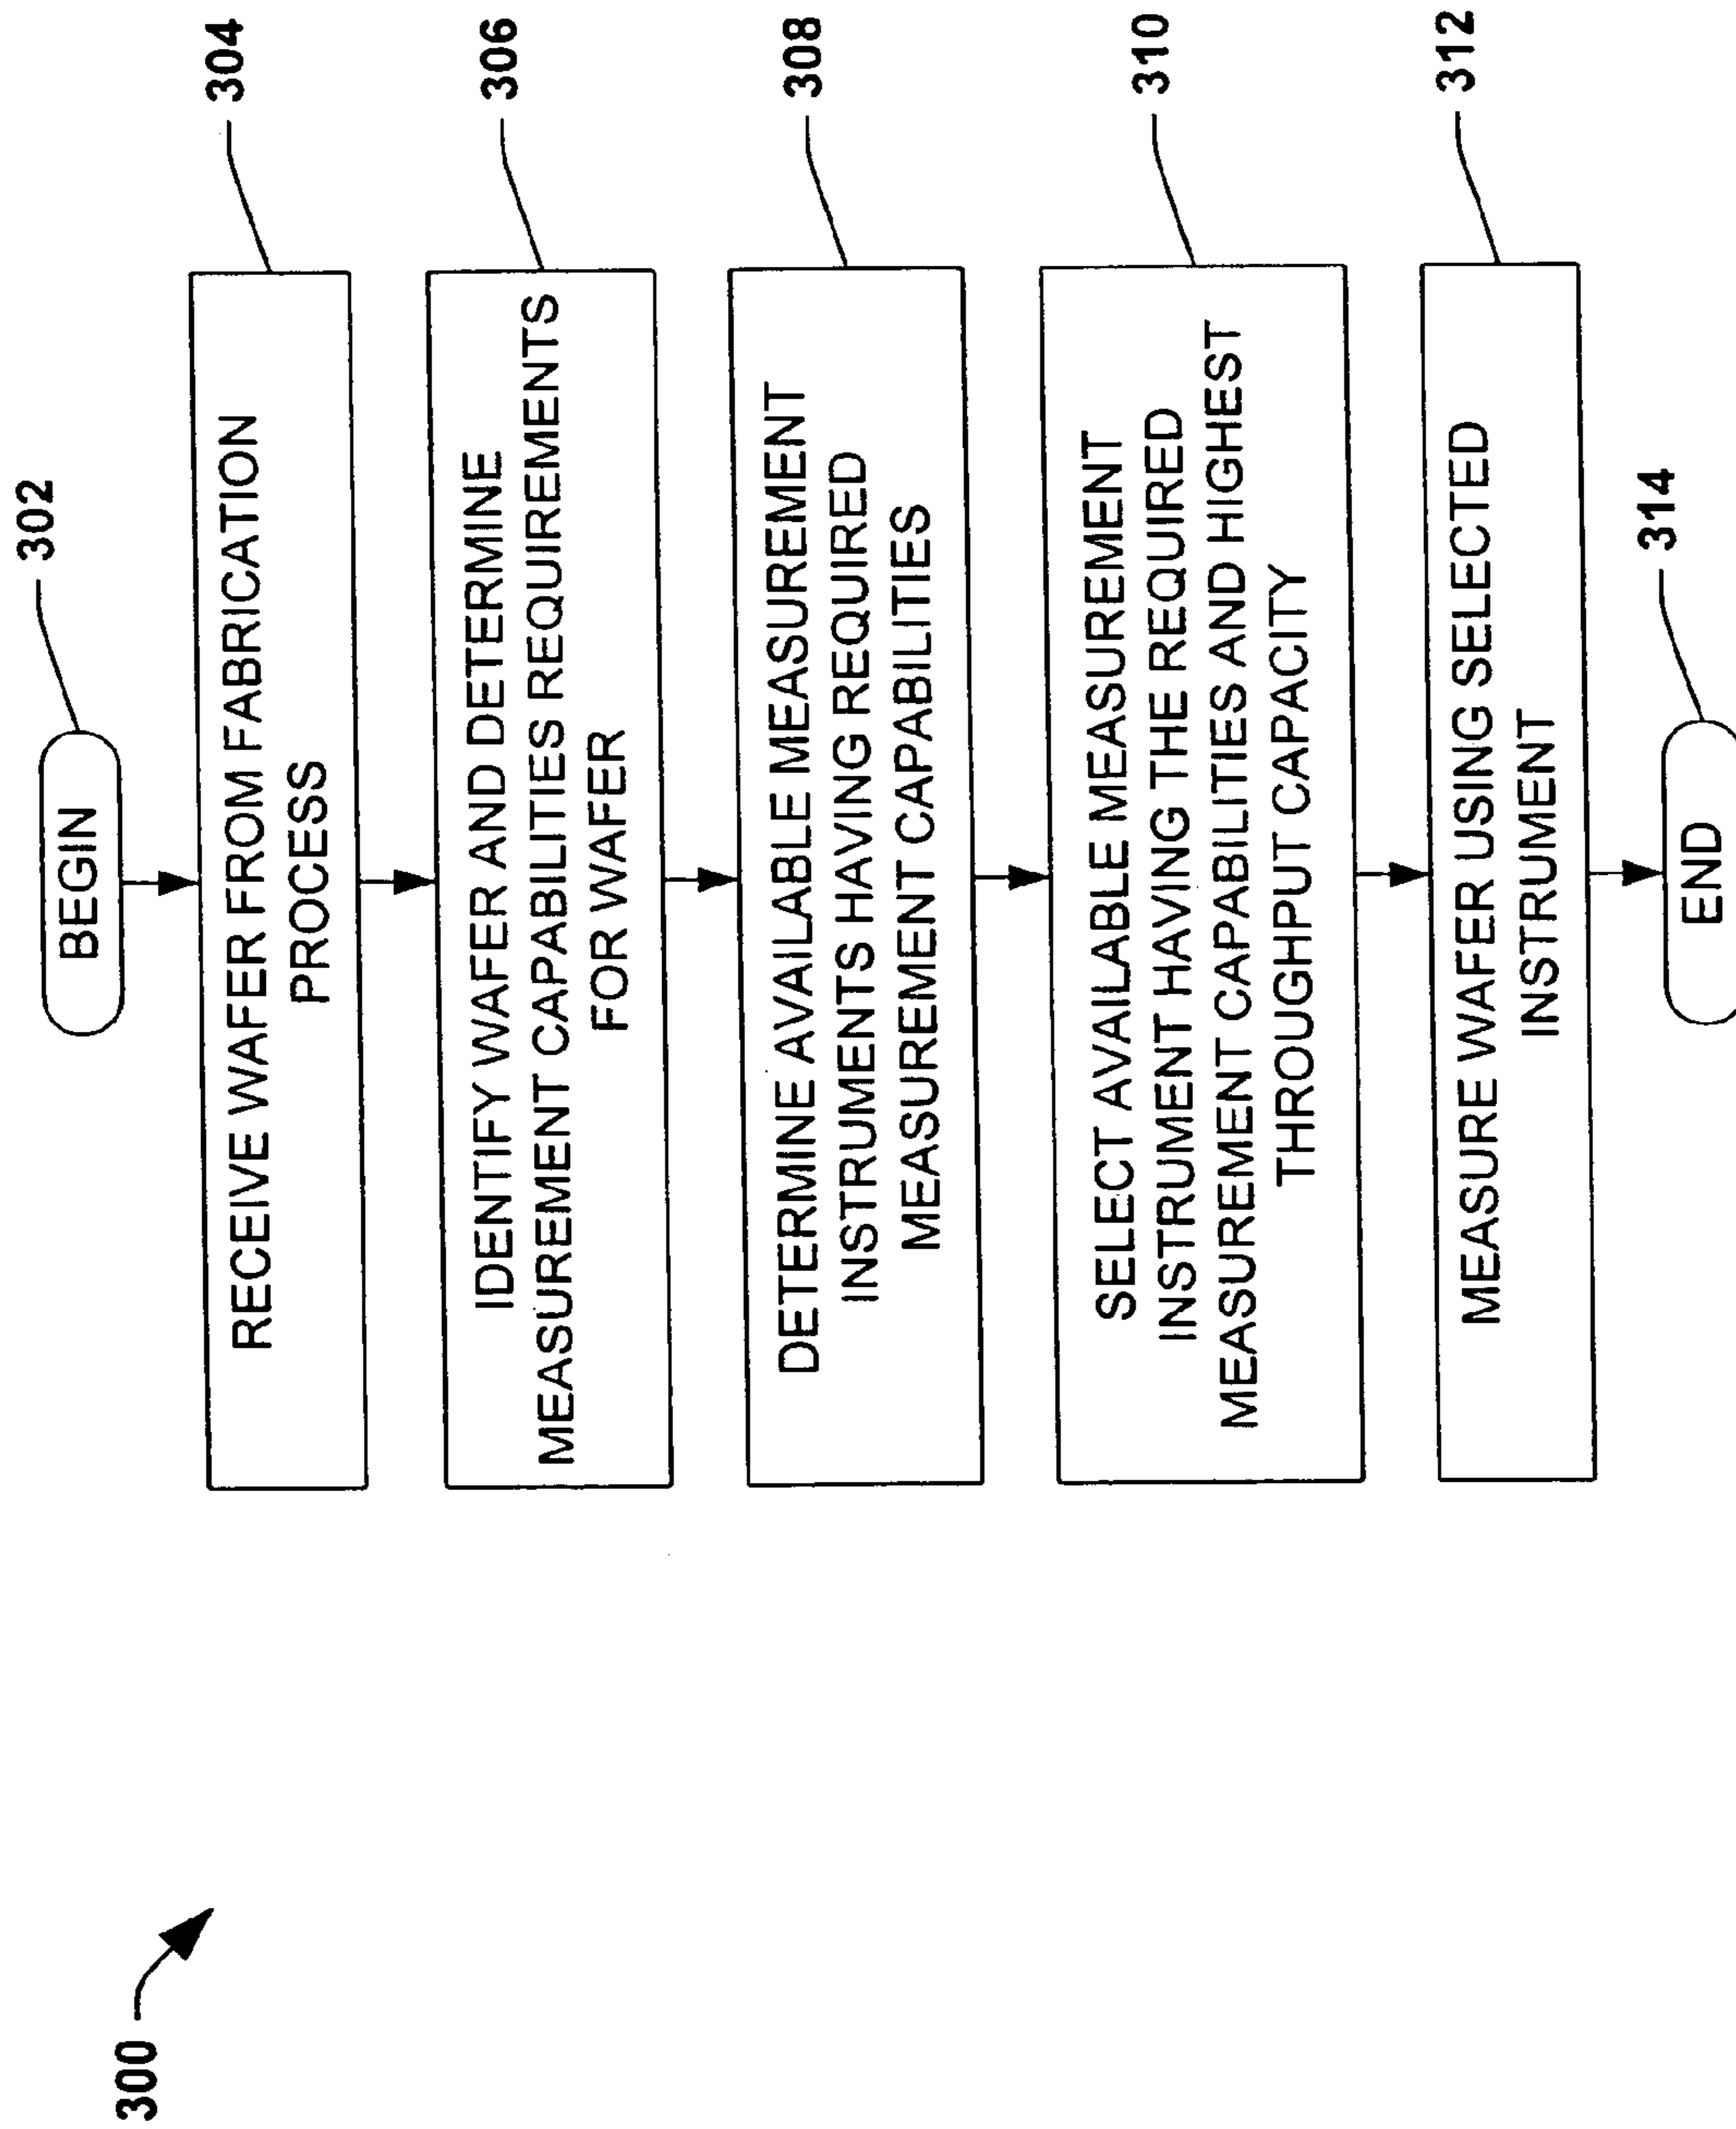 300
BEGIN
302
RECEIVE WAFER FROM FABRICATION
PROCESS
304
IDENTIFY WAFER AND DETERMINE
MEASUREMENT CAPABILITIES REQUIREMENTS
FOR WAFER
306
DETERMINE AVAILABLE MEASUREMENT
INSTRUMENTS HAVING REQUIRED
MEASUREMENT CAPABILITIES
308
SELECT AVAILABLE MEASUREMENT
INSTRUMENT HAVING THE REQUIRED
MEASUREMENT CAPABILITIES AND HIGHEST
THROUGHPUT CAPACITY
310
MEASURE WAFER USING SELECTED
INSTRUMENT
312
END
314